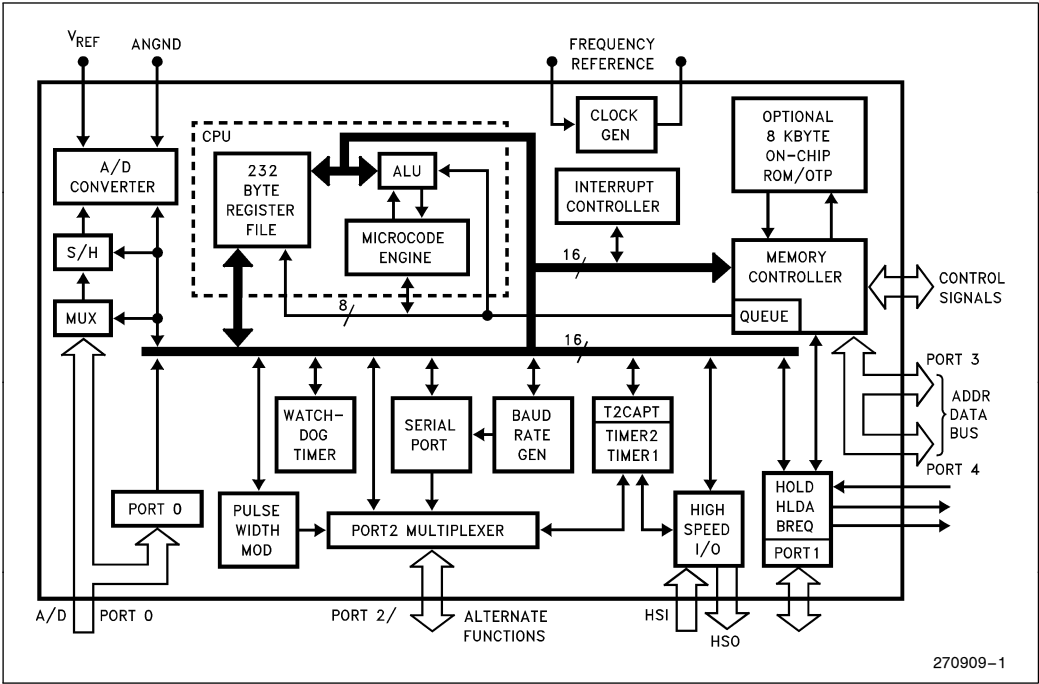 VREF
ANGND
FREQUENCY
REFERENCE
CLOCK
GEN
OPTIONAL
8 KBYTE
ON-CHIP
ROM/OTP
CPU
A/D
CONVERTER
232
BYTE
REGISTER
FILE
ALU
INTERRUPT
CONTROLLER
S/H
MICROCODE
ENGINE
16
MEMORY
CONTROLLER
CONTROL
SIGNALS
MUX
8
QUEUE
16
PORT 3
WATCH-
DOG
TIMER
SERIAL
PORT
BAUD
RATE
GEN
T2CAPT
TIMER2
TIMER1
ADDR
DATA
BUS
PORT 4
PORT 0
PULSE
WIDTH
MOD
PORT2 MULTIPLEXER
HIGH
SPEED
I/O
HOLD
HLDA
BREQ
PORT1
A/D
PORT 0
PORT 2/
ALTERNATE
FUNCTIONS
HSI
HSO
270909-1